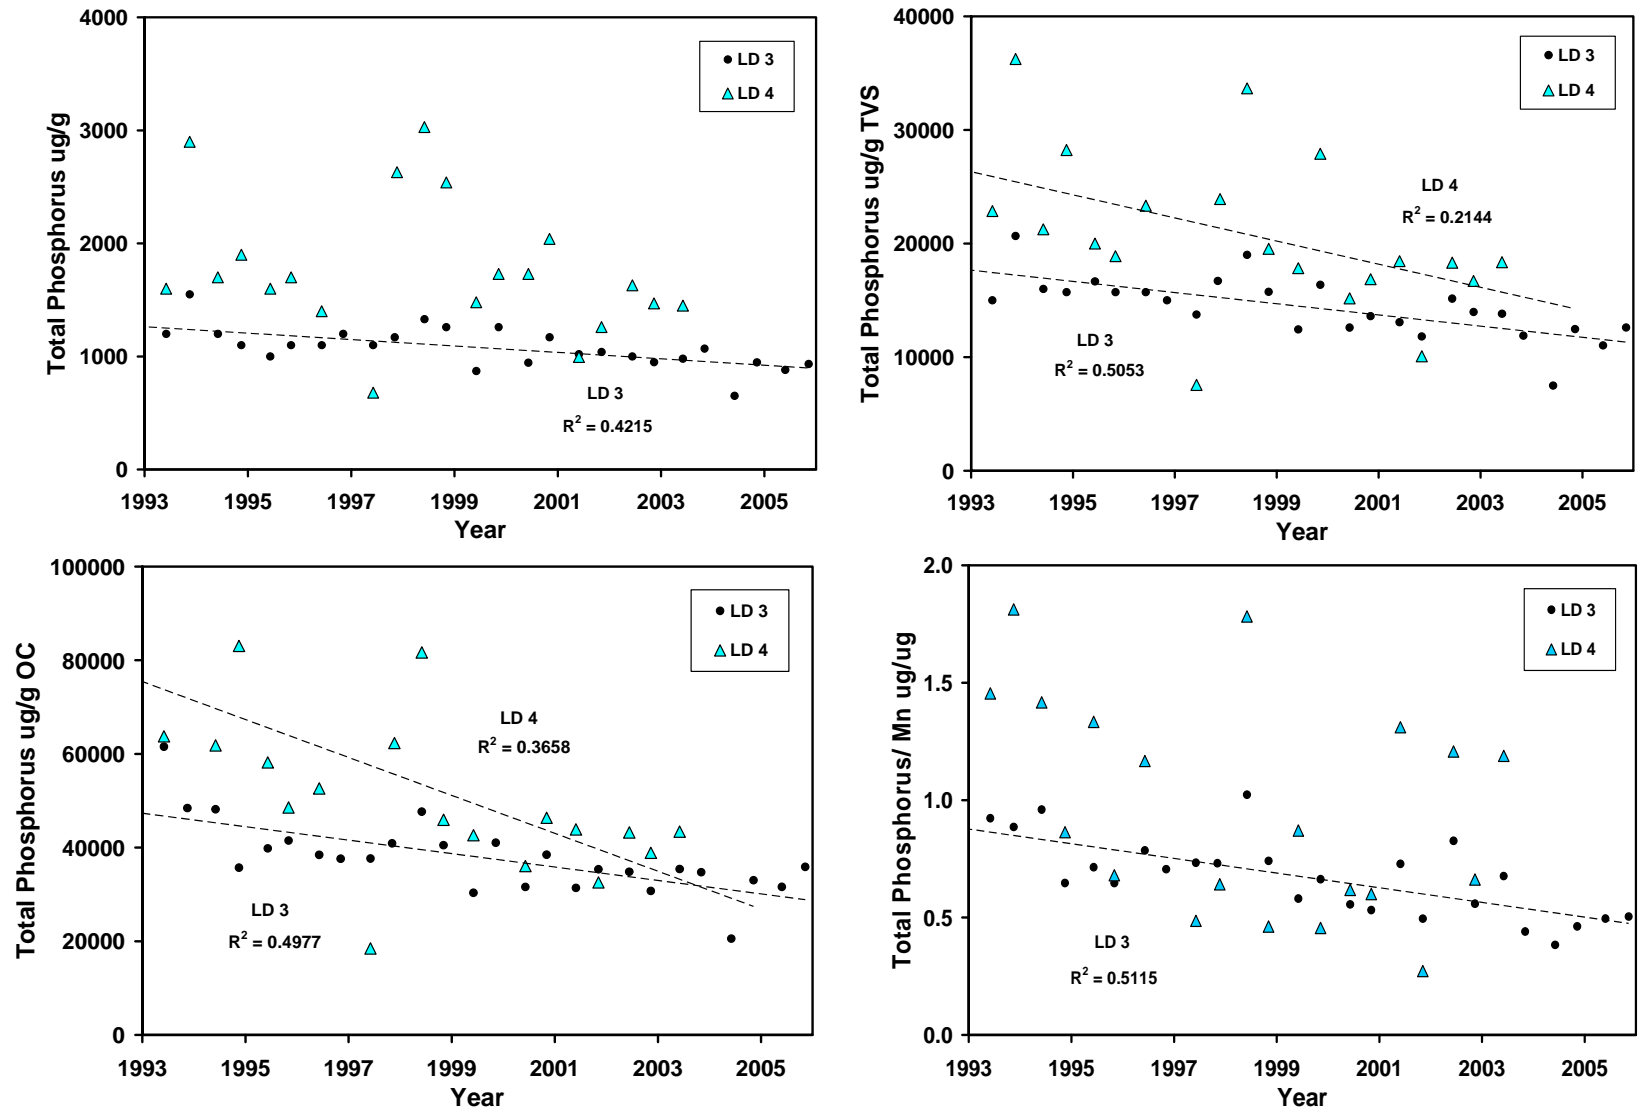 Total Phosphorus ug/g
4000
3000
2000
1000
0
LD 3
LD 4
LD 3
R² = 0.4215
1993 1995 1997 1999 2001 2003 2005
Year
Total Phosphorus ug/g TVS
40000
30000
20000
10000
0
LD 3
LD 4
LD 4
R² = 0.2144
LD 3
R² = 0.5053
1993 1995 1997 1999 2001 2003 2005
Year
Total Phosphorus ug/g OC
100000
80000
60000
40000
20000
0
LD 3
LD 4
LD 4
R² = 0.3658
LD 3
R² = 0.4977
1993 1995 1997 1999 2001 2003 2005
Year
Total Phosphorus/ Mn ug/ug
2.0
1.5
1.0
0.5
0.0
LD 3
LD 4
LD 3
R² = 0.5115
1993 1995 1997 1999 2001 2003 2005
Year